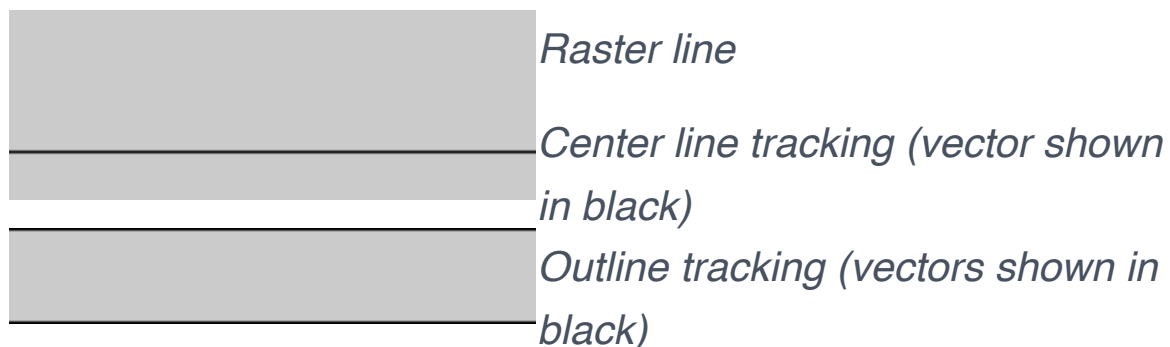 Raster line
Center line tracking (vector shown
in black)
Outline tracking (vectors shown in
black)